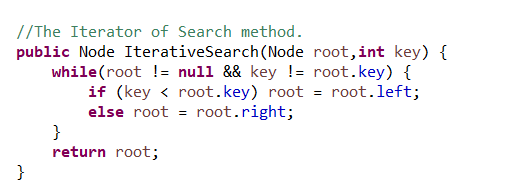 //The Iterator of Search method.
public Node IterativeSearch(Node root,int key) {
    while(root != null && key != root.key) {
        if (key < root.key) root = root.left;
        else root = root.right;
    }
    return root;
}